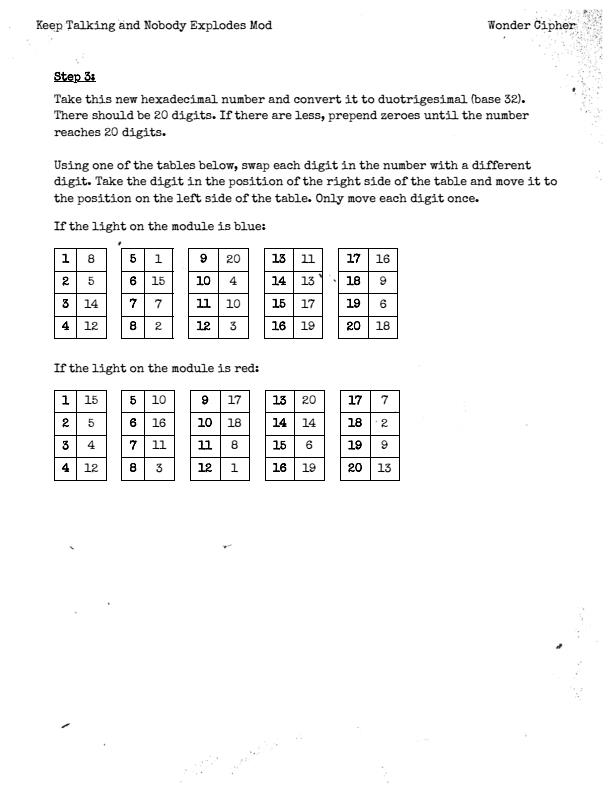 Keep Talking and Nobody Explodes Mod Wonder Cipher
Step 3:
Take this new hexadecimal number and convert it to duotrigesimal (base 32).
There should be 20 digits. If there are less, prepend zeroes until the number
reaches 20 digits.
Using one of the tables below, swap each digit in the number with a different
digit. Take the digit in the position of the right side of the table and move it to
the position on the left side of the table. Only move each digit once.
If the light on the module is blue:
1 8 5 1 9 20 13 11 17 16
2 5 6 15 10 4 14 13 18 9
3 14 7 7 11 10 15 17 19 6
4 12 8 2 12 3 16 19 20 18
If the light on the module is red:
1 15 5 10 9 17 13 20 17 7
2 5 6 16 10 18 14 14 18 2
3 4 7 11 11 8 15 6 19 9
4 12 8 3 12 1 16 19 20 13